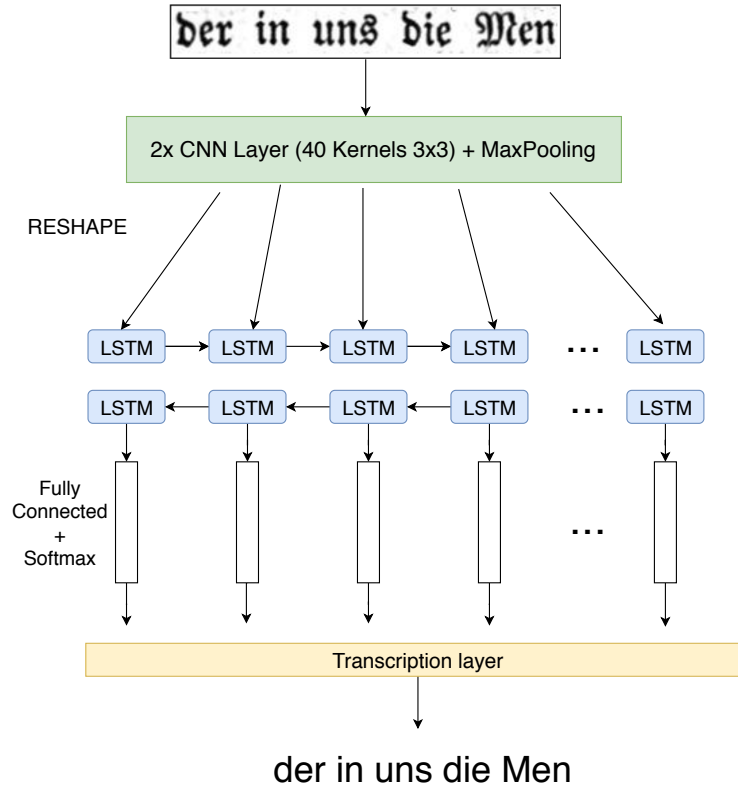 der in uns die Men
2x CNN Layer (40 Kernels 3x3) + MaxPooling
RESHAPE
LSTM LSTM LSTM LSTM ... LSTM
LSTM LSTM LSTM LSTM ... LSTM
Fully
Connected
+
Softmax
...
Transcription layer
der in uns die Men